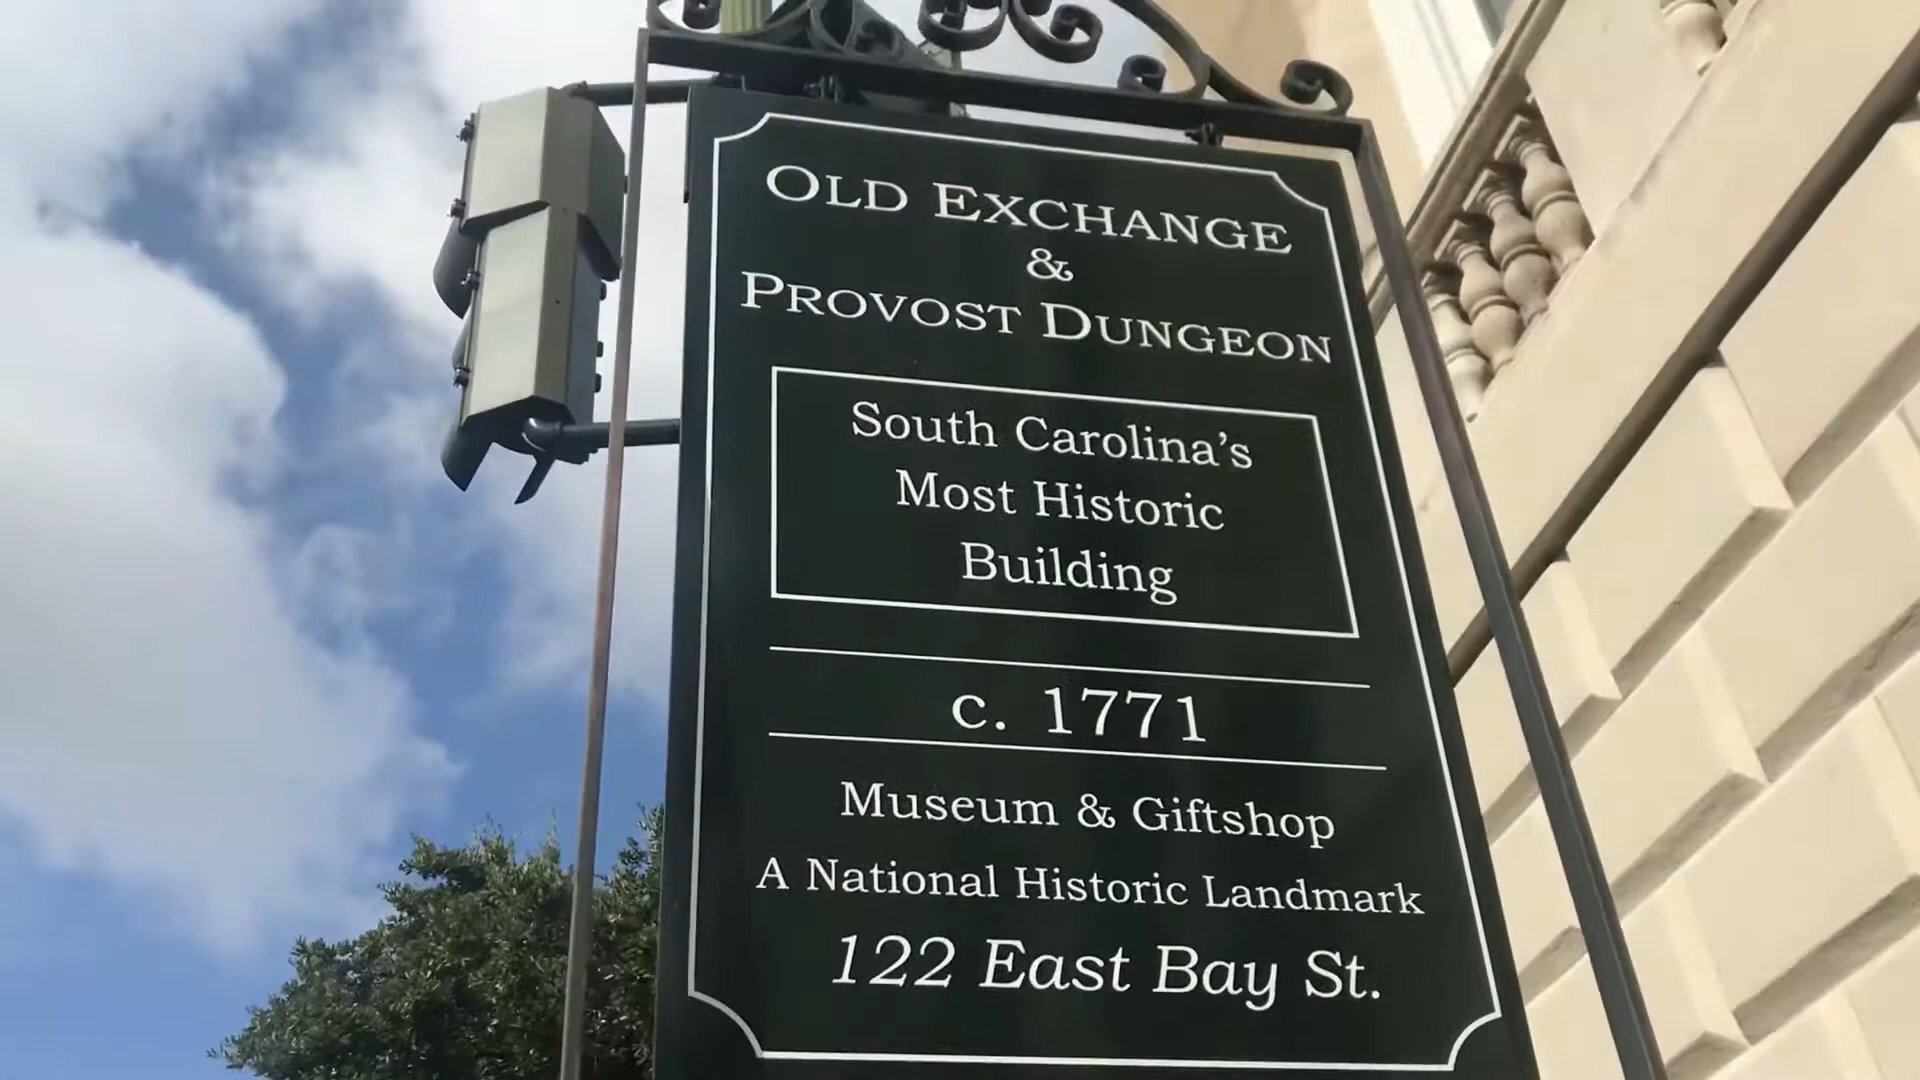 OLD EXCHANGE
&
PROVOST DUNGEON
South Carolina's
Most Historic
Building
c. 1771
Museum & Giftshop
A National Historic Landmark
122 East Bay St.